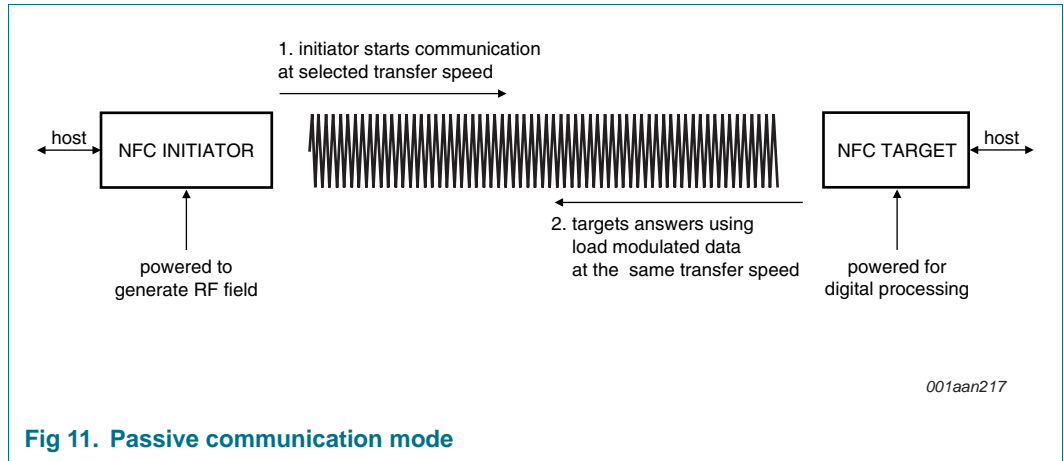 1. initiator starts communication
at selected transfer speed
host
NFC INITIATOR
NFC TARGET
host
2. targets answers using
load modulated data
at the same transfer speed
powered to
generate RF field
powered for
digital processing
001aan217
Fig 11. Passive communication mode